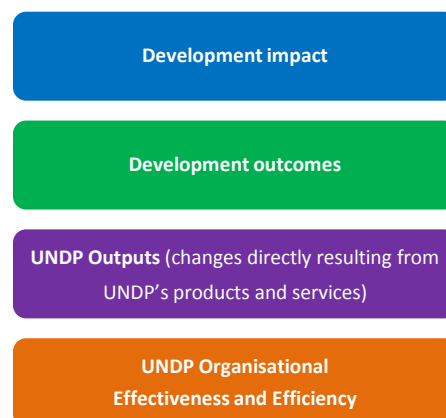 Development impact
Development outcomes
UNDP Outputs (changes directly resulting from
UNDP’s products and services)
UNDP Organisational
Effectiveness and Efficiency